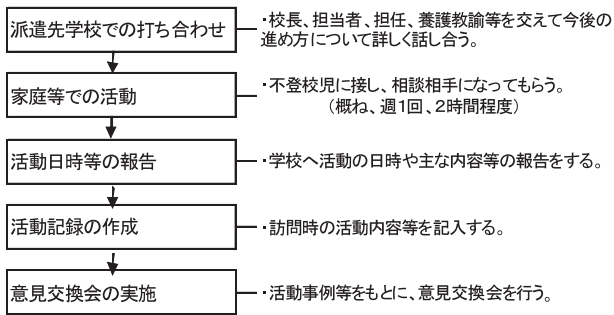 派遣先学校での打ち合わせ
・校長、担当者、担任、養護教諭等を交えて今後の
進め方について詳しく話し合う。
家庭等での活動
・不登校児に接し、相談相手になってもらう。
（概ね、週１回、２時間程度）
活動日時等の報告
・学校へ活動の日時や主な内容等の報告をする。
活動記録の作成
・訪問時の活動内容等を記入する。
意見交換会の実施
・活動事例等をもとに、意見交換会を行う。